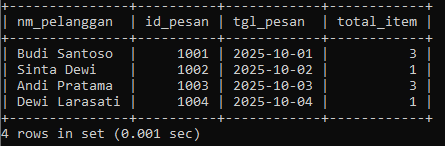 +---------------+----------+------------+------------+
| nm_pelanggan  | id_pesan | tgl_pesan  | total_item |
+---------------+----------+------------+------------+
| Budi Santoso  |     1001 | 2025-10-01 |          3 |
| Sinta Dewi    |     1002 | 2025-10-02 |          1 |
| Andi Pratama  |     1003 | 2025-10-03 |          3 |
| Dewi Larasati |     1004 | 2025-10-04 |          1 |
+---------------+----------+------------+------------+
4 rows in set (0.001 sec)